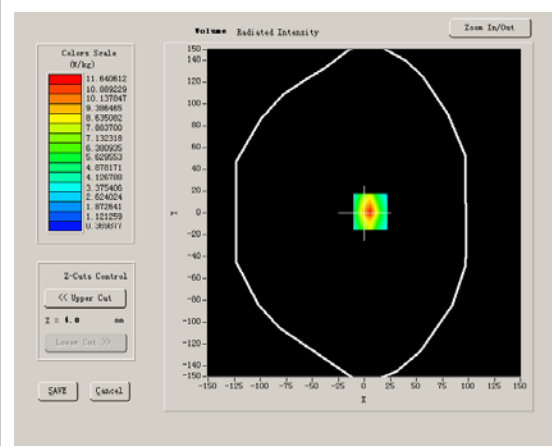 Volume Radiated Intensity
Zoom In/Out
Colors Scale
(W/kg)
11.640612
10.889229
10.137847
9.386465
8.635082
7.883700
7.132318
6.380935
5.629553
4.878171
4.126788
3.375406
2.624024
1.872641
1.121259
0.369877
150
140
120
100
80
60
40
20
0
-20
-40
-60
-80
-100
-120
-140
-150
Y
-150 -125 -100 -75 -50 -25 0 25 50 75 100 125 150
X
Z-Cuts Control
<< Upper Cut
Z = 4.0 mm
Lower Cut >>
SAVE
Cancel